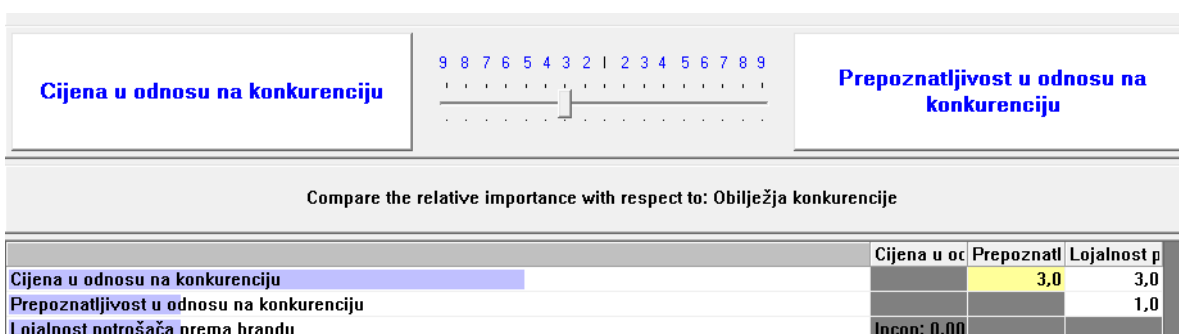 Cijena u odnosu na konkurenciju
9 8 7 6 5 4 3 2 1 2 3 4 5 6 7 8 9
Prepoznatljivost u odnosu na
konkurenciju
Compare the relative importance with respect to: Obilježja konkurencije
Cijena u oc Prepoznatl Lojalnost p
Cijena u odnosu na konkurenciju 3,0 3,0
Prepoznatljivost u odnosu na konkurenciju 1,0
Lojalnost potrošača prema brandu Incon: 0,00